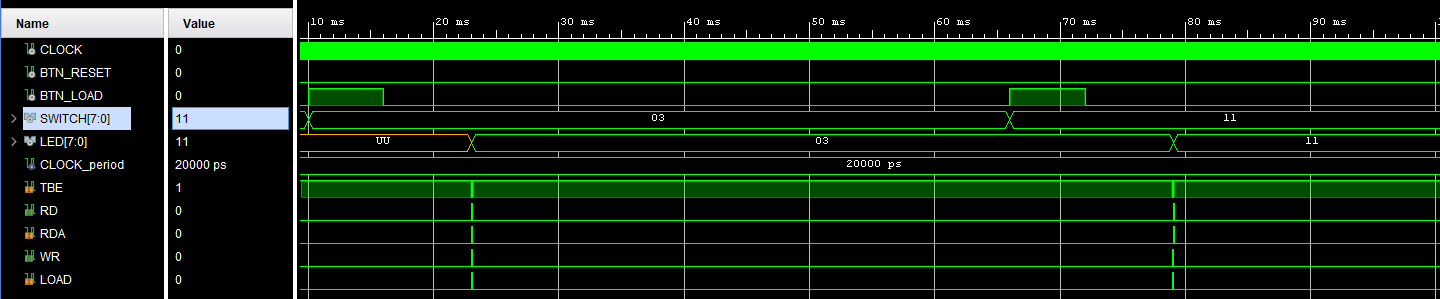 Name Value 10 ms 20 ms 30 ms 40 ms 50 ms 60 ms 70 ms 80 ms 90 ms
CLOCK 0
BTN_RESET 0
BTN_LOAD 0
SWITCH[7:0] 11 03 11
LED[7:0] 11 UU 03 11
CLOCK_period 20000 ps 20000 ps
TBE 1
RD 0
RDA 0
WR 0
LOAD 0